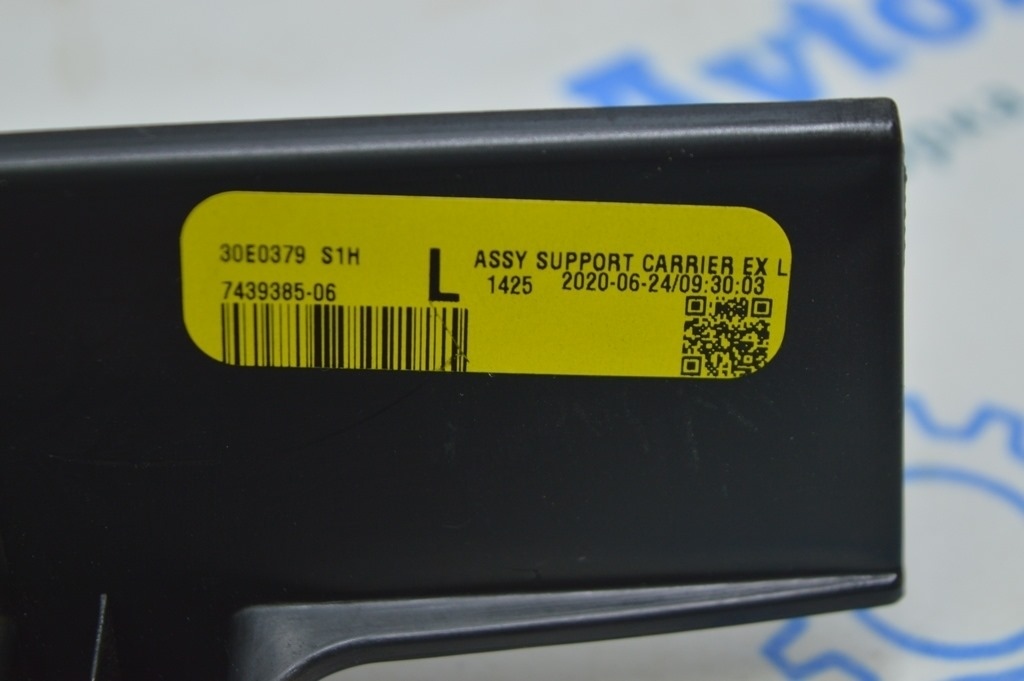 30E0379 S1H
7439385-06
L
ASSY SUPPORT CARRIER EX L
1425 2020-06-24/09:30:03